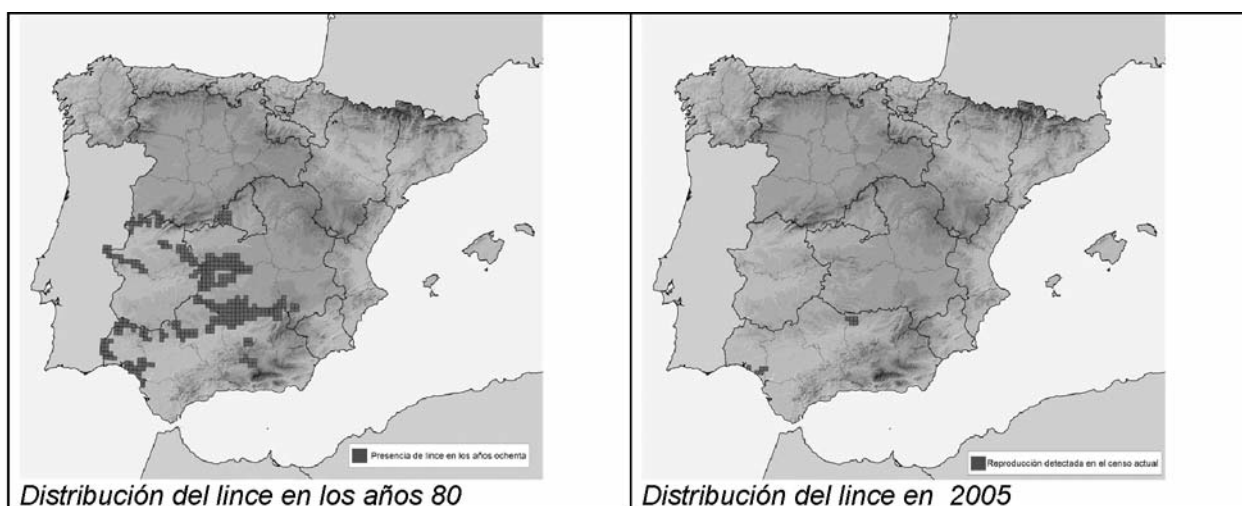 Presencia de lince en los años ochenta
Distribución del lince en los años 80
Reproducción detectada en el censo actual
Distribución del lince en 2005